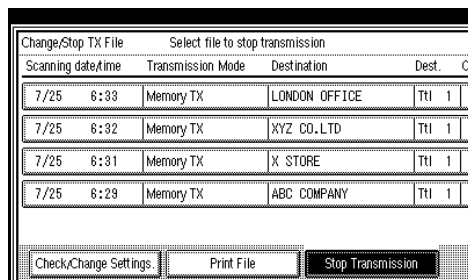 Change/Stop TX File Select file to stop transmission
Scanning date/time Transmission Mode Destination Dest.
7/25 6:33 Memory TX LONDON OFFICE Ttl 1
7/25 6:32 Memory TX XYZ CO.LTD Ttl 1
7/25 6:31 Memory TX X STORE Ttl 1
7/25 6:29 Memory TX ABC COMPANY Ttl 1
Check/Change Settings. Print File Stop Transmission